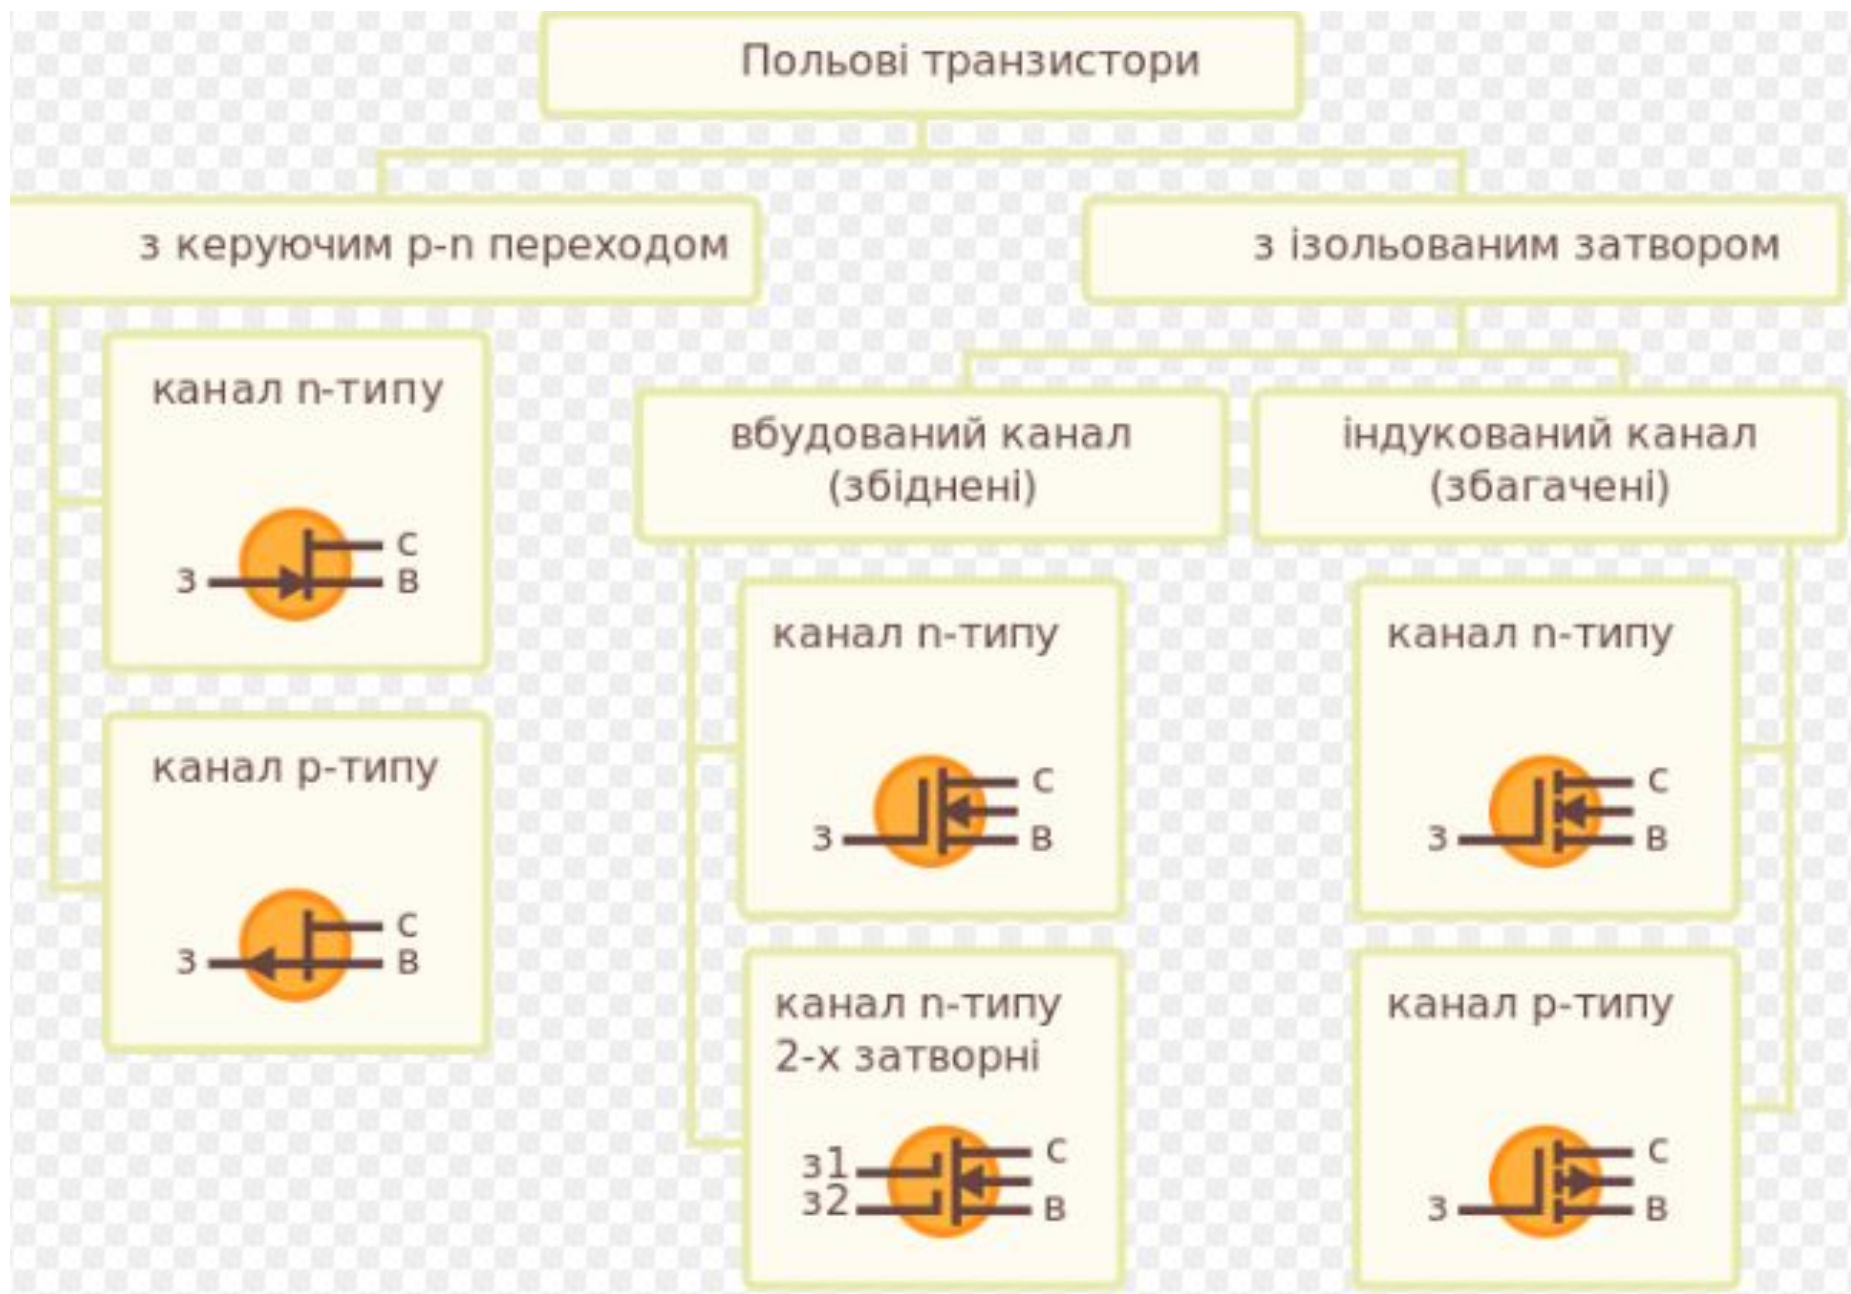 Польові транзистори
з керуючим p-n переходом
з ізольованим затвором
канал n-типу
С
З
В
канал p-типу
С
З
В
вбудований канал
(збіднені)
індукований канал
(збагачені)
канал n-типу
С
З
В
канал n-типу
2-х затворні
з1
з2
С
В
канал n-типу
С
З
В
канал p-типу
С
З
В